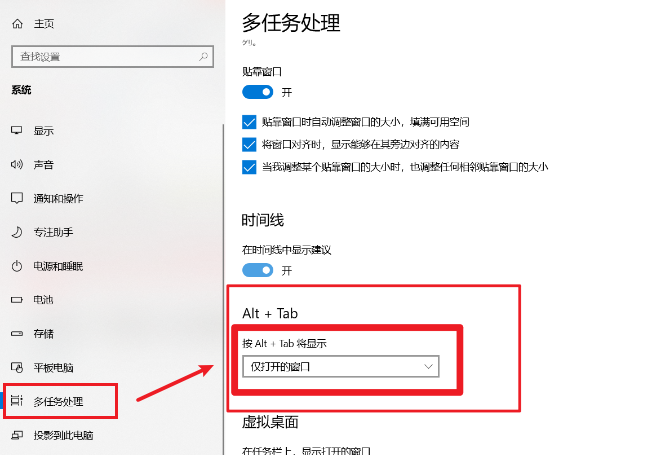 主页
查找设置
系统
显示
声音
通知和操作
专注助手
电源和睡眠
电池
存储
平板电脑
多任务处理
投影到此电脑
多任务处理
贴靠窗口
开
贴靠窗口时自动调整窗口的大小，填满可用空间
将窗口对齐时，显示能够在其旁边对齐的内容
当我调整某个贴靠窗口的大小时，也调整任何相邻贴靠窗口的大小
时间线
在时间线中显示建议
开
Alt + Tab
按 Alt + Tab 将显示
仅打开的窗口
虚拟桌面
在任务栏上，显示打开的窗口